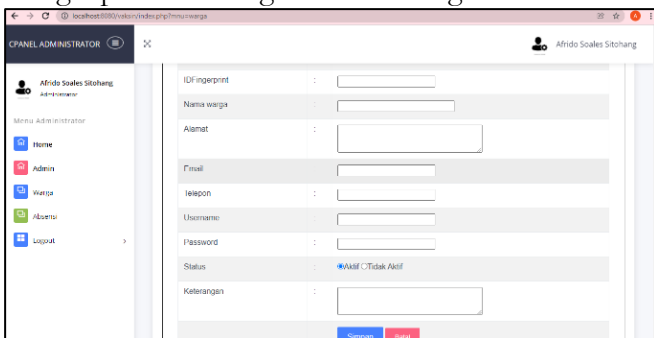 localhost:8080/vaksin/index.php?mnu=warga
CPANEL ADMINISTRATOR
Afrido Soales Sitohang
Afrido Soales Sitohang
Administrator
Menu Administrator
Home
Admin
Warga
Absensi
Logout
IDFingerprint :
Nama warga :
Alamat :
Email :
Telepon :
Username :
Password :
Status : Aktif Tidak Aktif
Keterangan :
Simpan Batal